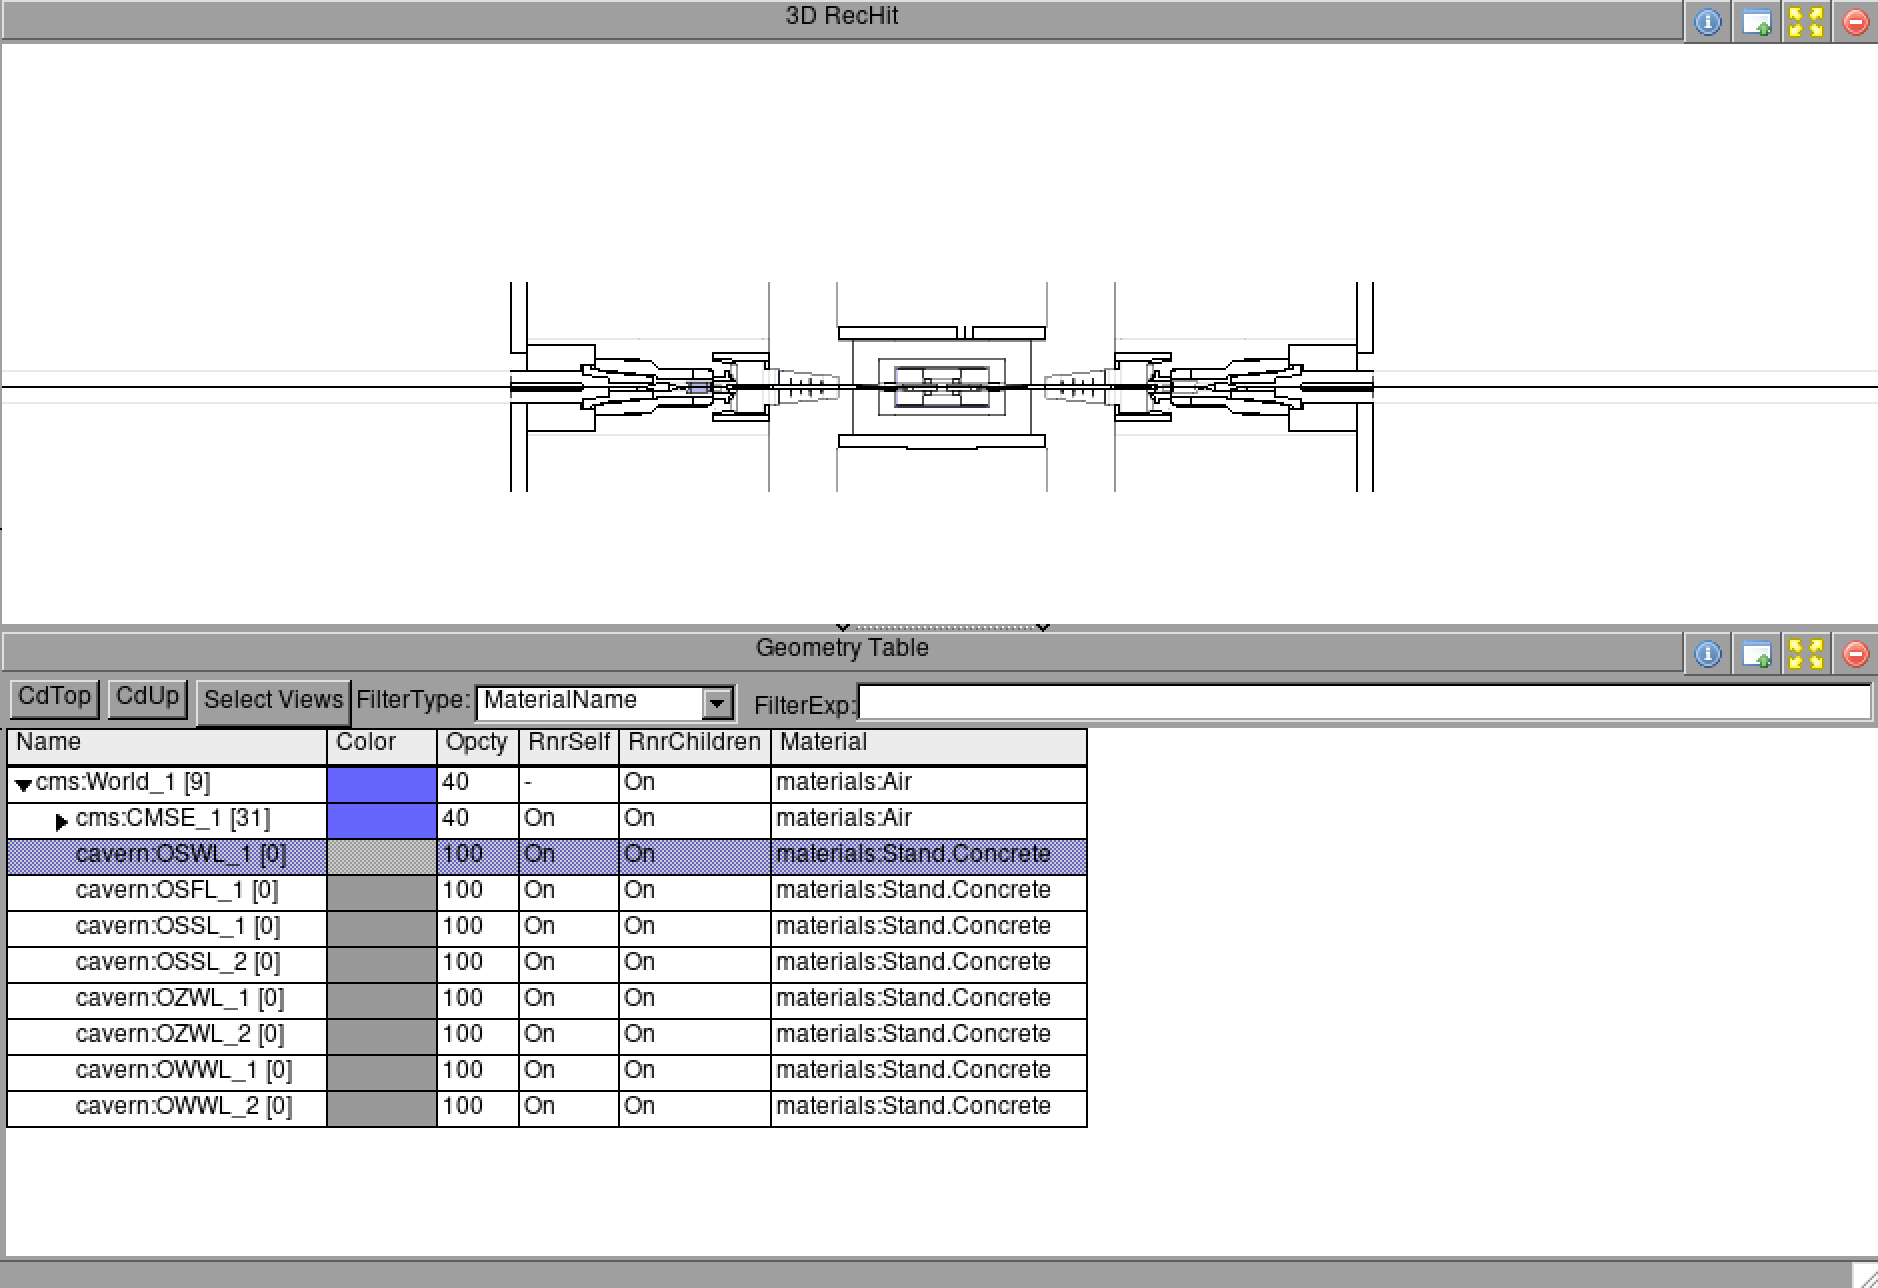 3D RecHit
Geometry Table
CdTop CdUp Select Views FilterType: MaterialName FilterExp:
Name Color Opcty RnrSelf RnrChildren Material
cms:World_1 [9] 40 - On materials:Air
cms:CMSE_1 [31] 40 On On materials:Air
cavern:OSWL_1 [0] 100 On On materials:Stand.Concrete
cavern:OSFL_1 [0] 100 On On materials:Stand.Concrete
cavern:OSSL_1 [0] 100 On On materials:Stand.Concrete
cavern:OSSL_2 [0] 100 On On materials:Stand.Concrete
cavern:OZWL_1 [0] 100 On On materials:Stand.Concrete
cavern:OZWL_2 [0] 100 On On materials:Stand.Concrete
cavern:OWWL_1 [0] 100 On On materials:Stand.Concrete
cavern:OWWL_2 [0] 100 On On materials:Stand.Concrete